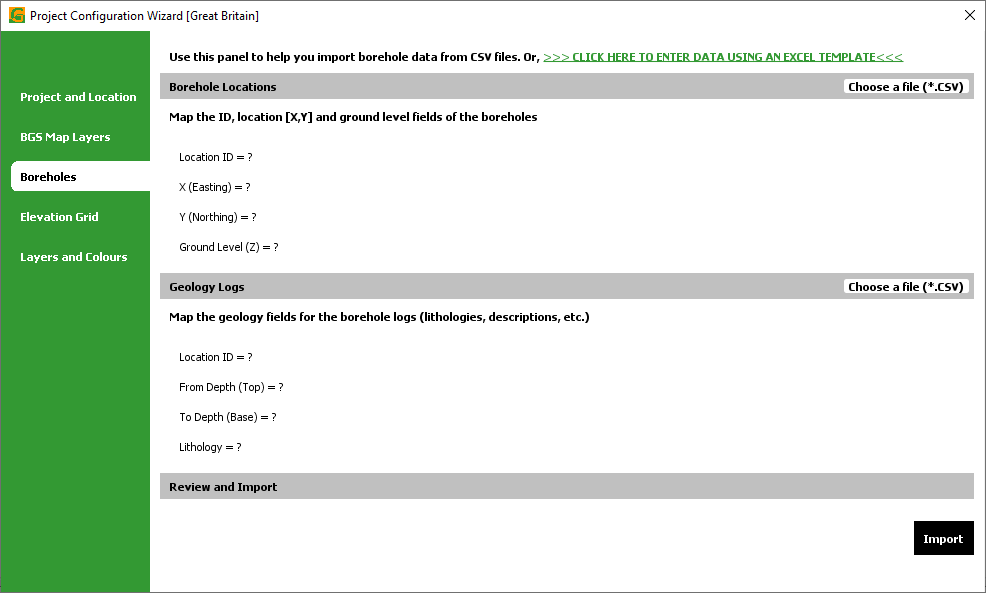 Project Configuration Wizard [Great Britain]
Project and Location
BGS Map Layers
Boreholes
Elevation Grid
Layers and Colours
Use this panel to help you import borehole data from CSV files. Or, >>> CLICK HERE TO ENTER DATA USING AN EXCEL TEMPLATE<<<
Borehole Locations Choose a file (*.CSV)
Map the ID, location [X,Y] and ground level fields of the boreholes
Location ID = ?
X (Easting) = ?
Y (Northing) = ?
Ground Level (Z) = ?
Geology Logs Choose a file (*.CSV)
Map the geology fields for the borehole logs (lithologies, descriptions, etc.)
Location ID = ?
From Depth (Top) = ?
To Depth (Base) = ?
Lithology = ?
Review and Import
Import